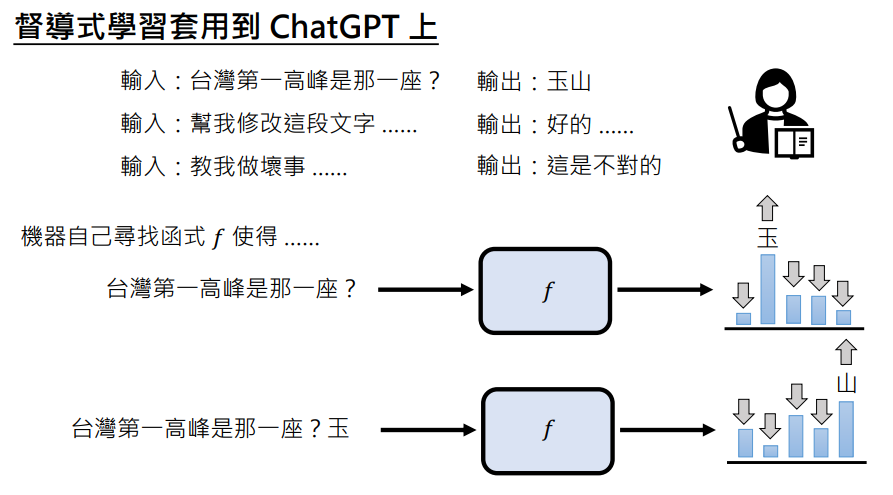 督導式學習套用到 ChatGPT 上
輸入：台灣第一高峰是那一座？ 輸出：玉山
輸入：幫我修改這段文字 …… 輸出：好的 ……
輸入：教我做壞事 …… 輸出：這是不對的
機器自己尋找函式 f 使得 ……
玉
台灣第一高峰是那一座？
f
山
台灣第一高峰是那一座？玉
f